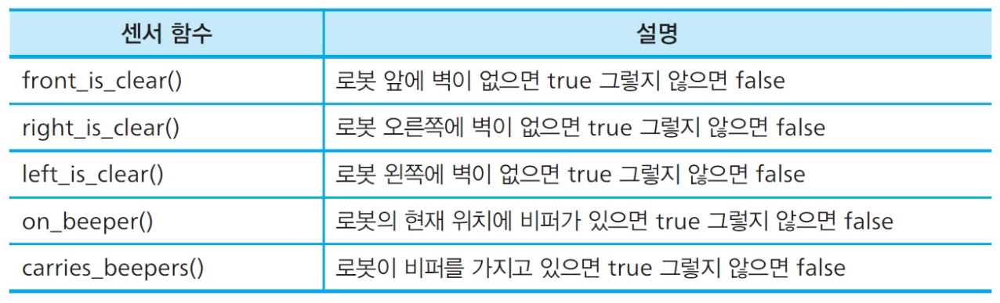 센서 함수 설명
front_is_clear() 로봇 앞에 벽이 없으면 true 그렇지 않으면 false
right_is_clear() 로봇 오른쪽에 벽이 없으면 true 그렇지 않으면 false
left_is_clear() 로봇 왼쪽에 벽이 없으면 true 그렇지 않으면 false
on_beeper() 로봇의 현재 위치에 비퍼가 있으면 true 그렇지 않으면 false
carries_beepers() 로봇이 비퍼를 가지고 있으면 true 그렇지 않으면 false